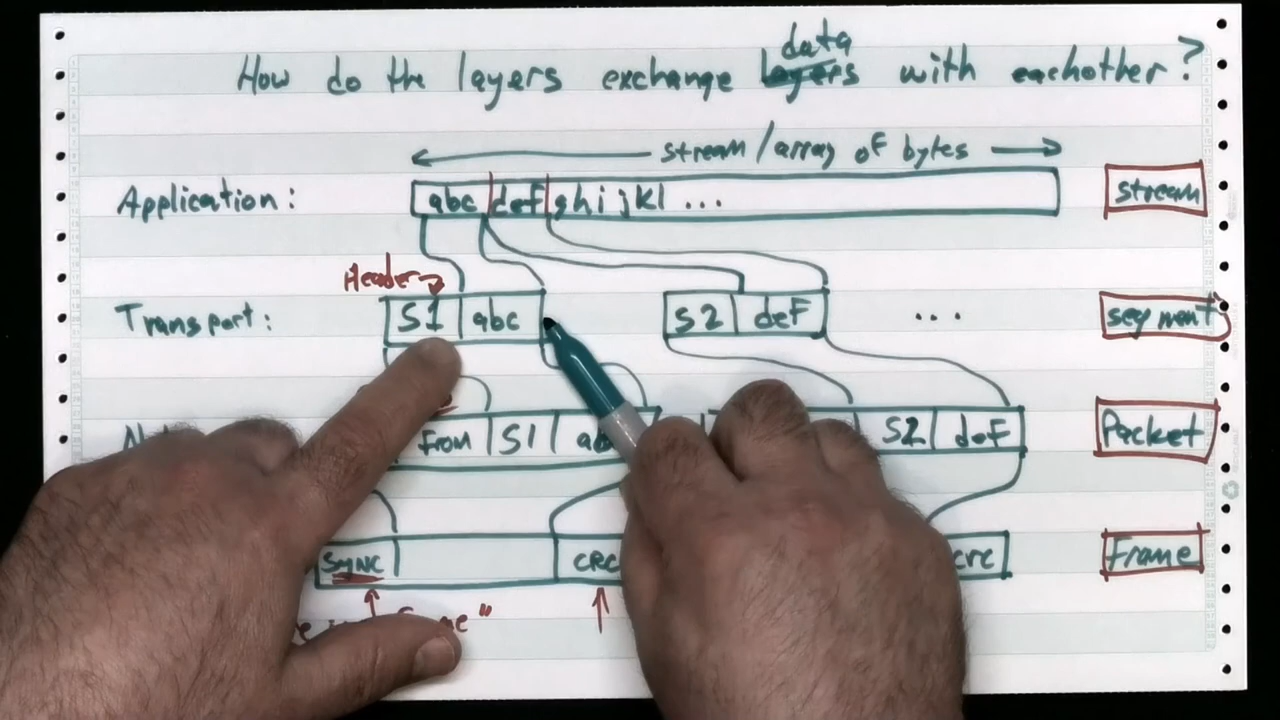 data
How do the layers exchange layers with eachother?
stream/array of bytes
Application: abc def ghijkl ... stream
Header
Transport: S1 abc S2 def ... segment
From S1 S2 def Packet
SYNC CRC crc Frame